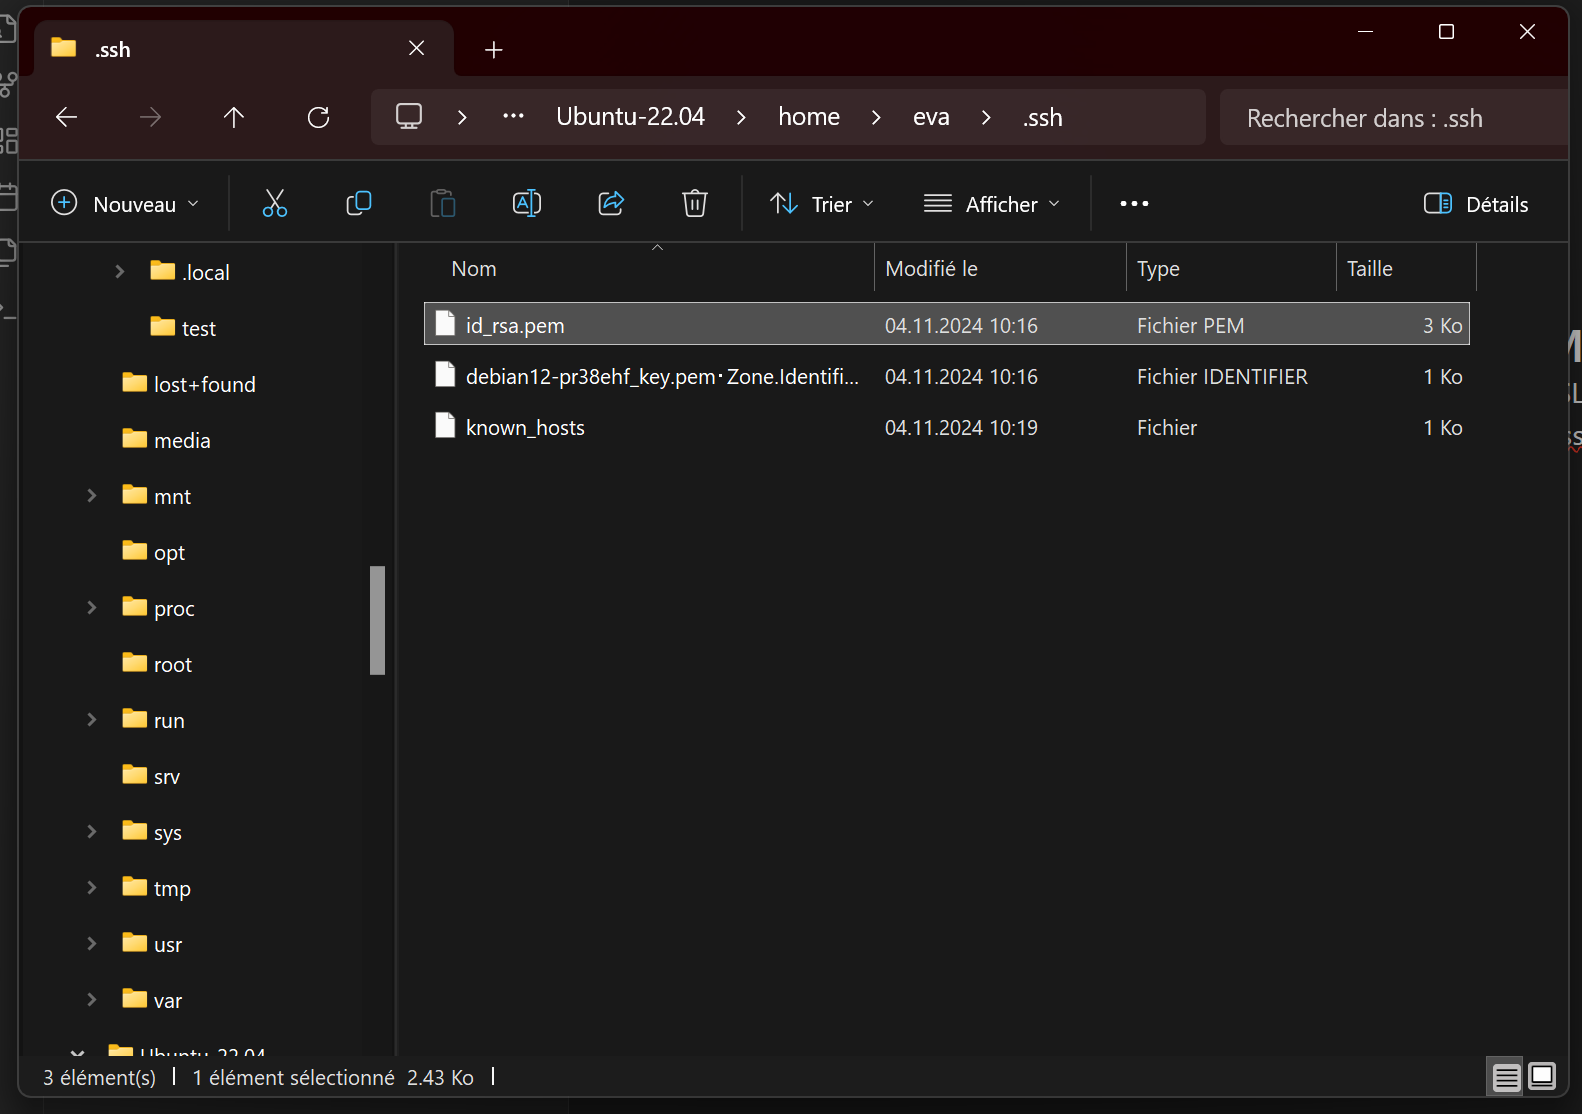 .ssh
Ubuntu-22.04 home eva .ssh
Rechercher dans : .ssh
Nouveau Trier Afficher Détails
.local
test
lost+found
media
mnt
opt
proc
root
run
srv
sys
tmp
usr
var
Ubuntu-22.04
Nom Modifié le Type Taille
id_rsa.pem 04.11.2024 10:16 Fichier PEM 3 Ko
debian12-pr38ehf_key.pem·Zone.Identifi... 04.11.2024 10:16 Fichier IDENTIFIER 1 Ko
known_hosts 04.11.2024 10:19 Fichier 1 Ko
3 élément(s) 1 élément sélectionné 2.43 Ko